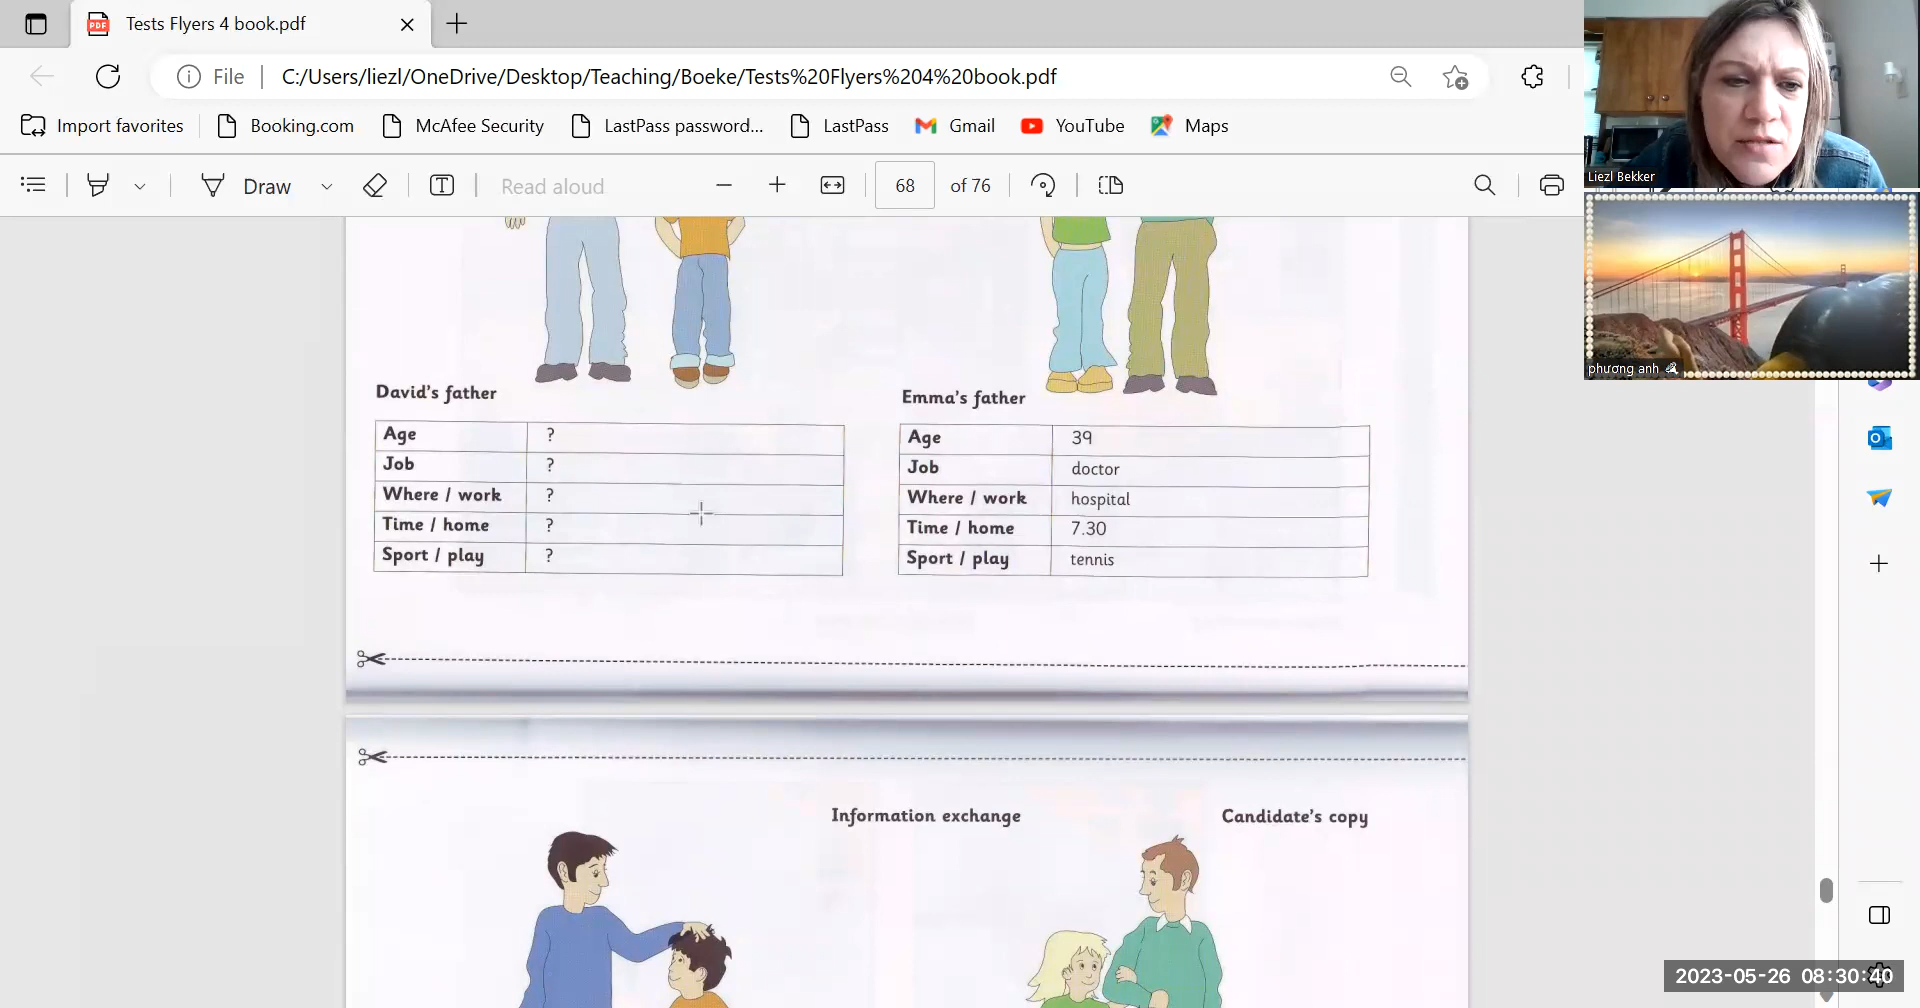 Tests Flyers 4 book.pdf
File
C:/Users/liezl/OneDrive/Desktop/Teaching/Boeke/Tests%20Flyers%204%20book.pdf
Import favorites
Booking.com
McAfee Security
LastPass password...
LastPass
Gmail
YouTube
Maps
Draw
Read aloud
68
of 76
Liezl Bekker
phương anh
David's father
Age ?
Job ?
Where / work ?
Time / home ?
Sport / play ?
Emma's father
Age 39
Job doctor
Where / work hospital
Time / home 7.30
Sport / play tennis
Information exchange
Candidate's copy
2023-05-26 08:30:40